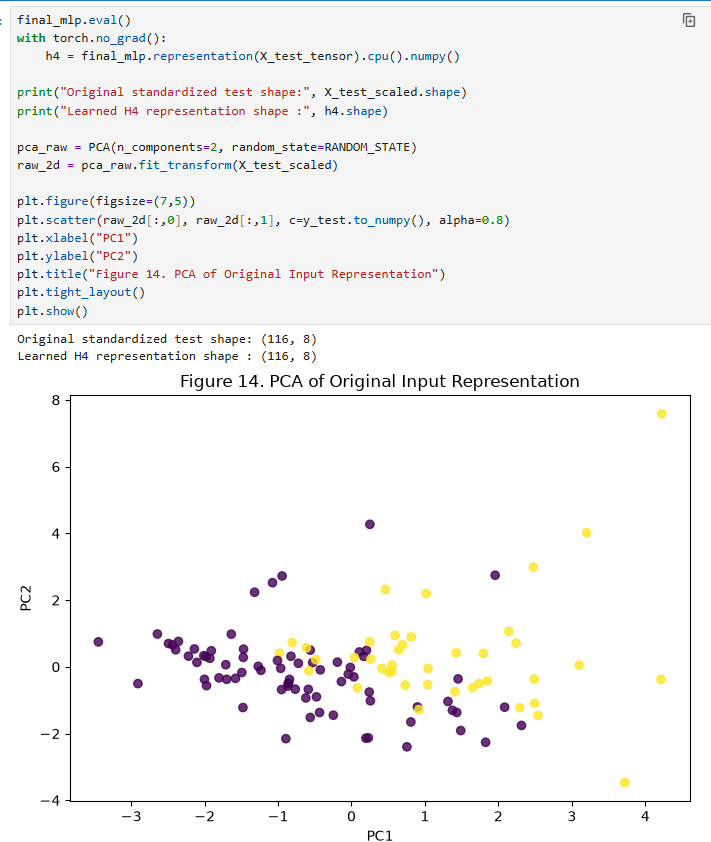 final_mlp.eval()
with torch.no_grad():
    h4 = final_mlp.representation(X_test_tensor).cpu().numpy()

print("Original standardized test shape:", X_test_scaled.shape)
print("Learned H4 representation shape :", h4.shape)

pca_raw = PCA(n_components=2, random_state=RANDOM_STATE)
raw_2d = pca_raw.fit_transform(X_test_scaled)

plt.figure(figsize=(7,5))
plt.scatter(raw_2d[:,0], raw_2d[:,1], c=y_test.to_numpy(), alpha=0.8)
plt.xlabel("PC1")
plt.ylabel("PC2")
plt.title("Figure 14. PCA of Original Input Representation")
plt.tight_layout()
plt.show()
Original standardized test shape: (116, 8)
Learned H4 representation shape : (116, 8)
Figure 14. PCA of Original Input Representation
8
6
4
2
0
−2
−4
PC2
−3 −2 −1 0 1 2 3 4
PC1